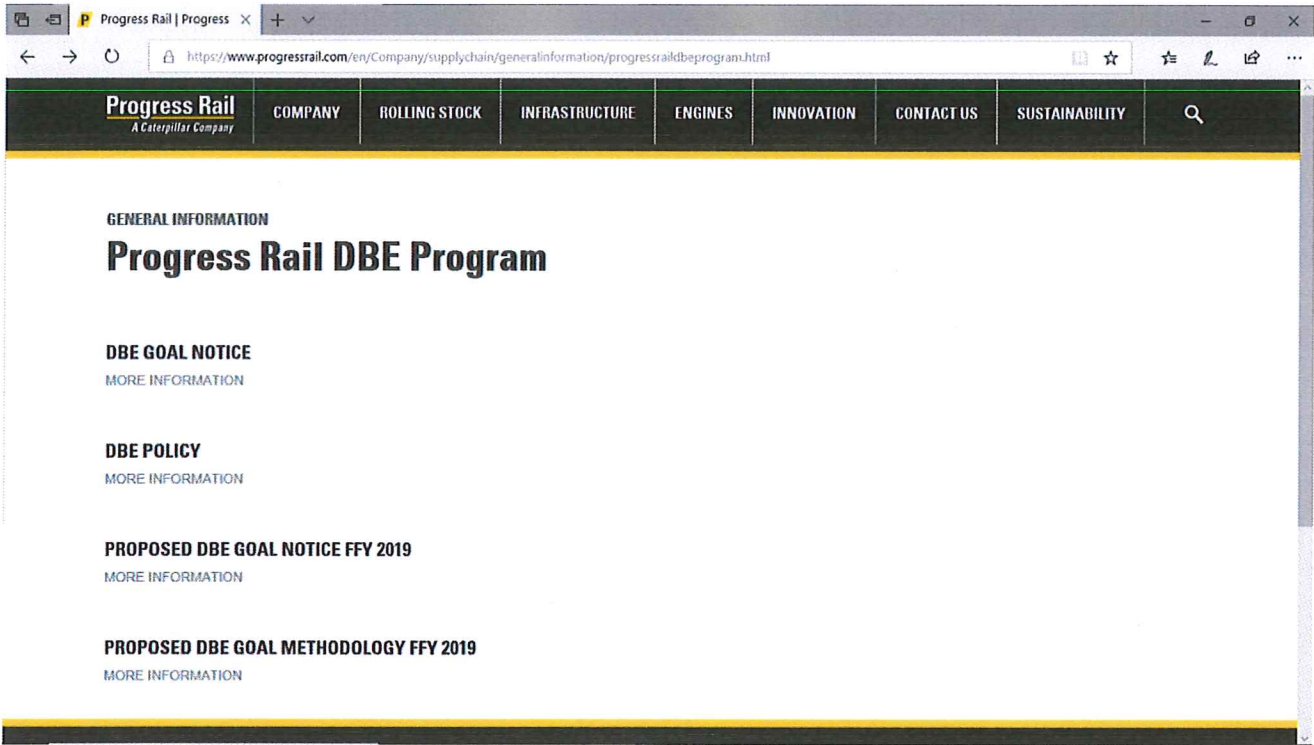 Progress Rail | Progress
https://www.progressrail.com/en/Company/supplychain/generalinformation/progressraildbeprogram.html
Progress Rail
A Caterpillar Company
COMPANY
ROLLING STOCK
INFRASTRUCTURE
ENGINES
INNOVATION
CONTACT US
SUSTAINABILITY
GENERAL INFORMATION
Progress Rail DBE Program
DBE GOAL NOTICE
MORE INFORMATION
DBE POLICY
MORE INFORMATION
PROPOSED DBE GOAL NOTICE FFY 2019
MORE INFORMATION
PROPOSED DBE GOAL METHODOLOGY FFY 2019
MORE INFORMATION